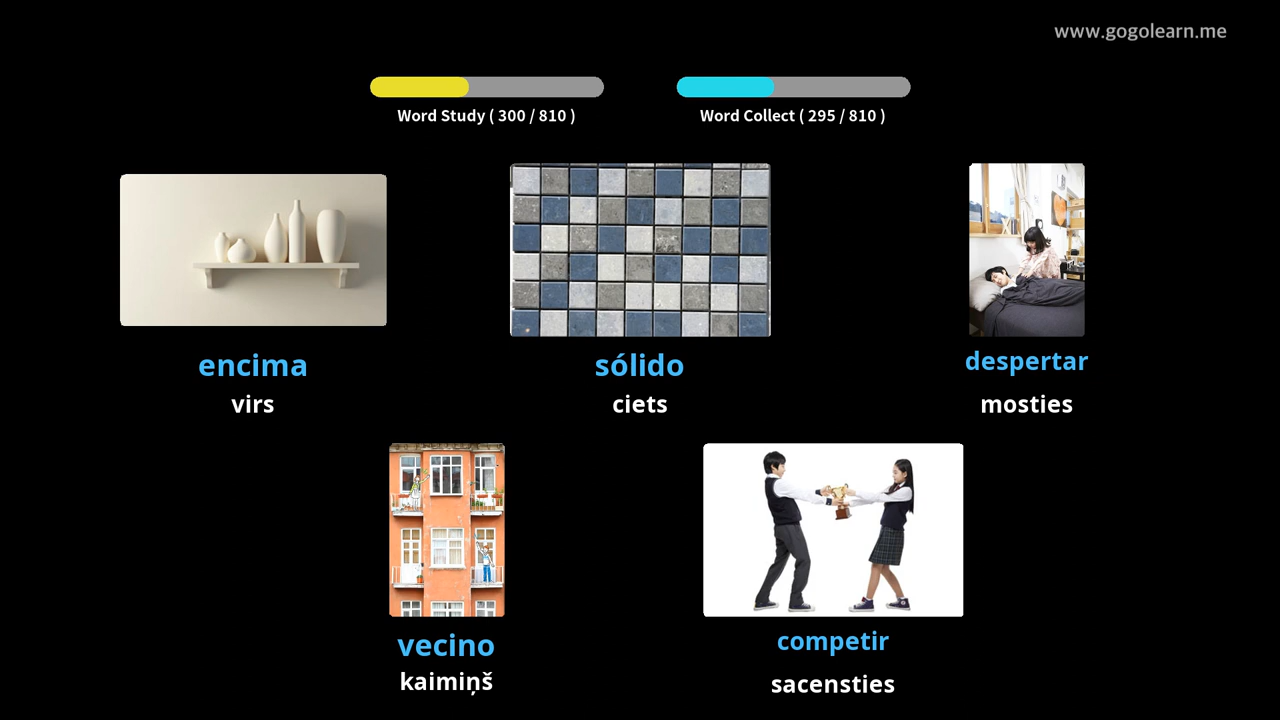 www.gogolearn.me
Word Study ( 300 / 810 )
Word Collect ( 295 / 810 )
encima
virs
sólido
ciets
despertar
mosties
vecino
kaimiņš
competir
sacensties